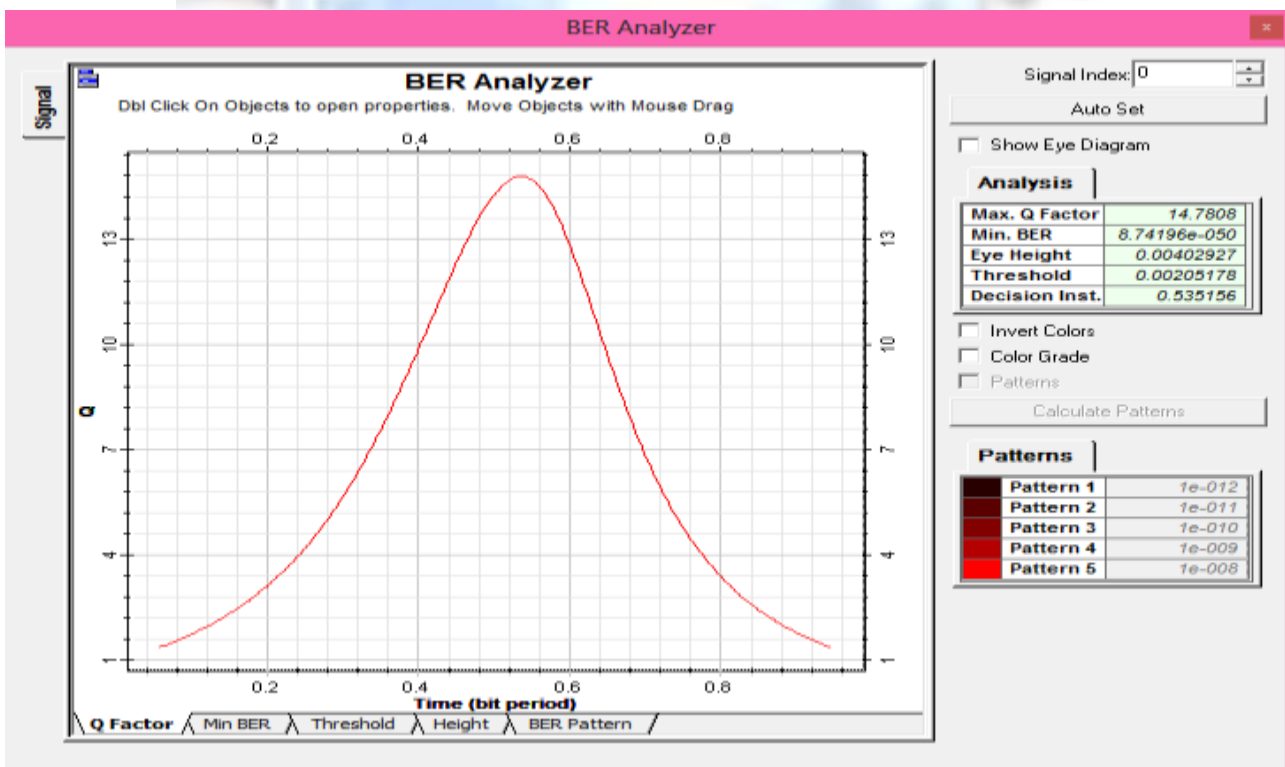 BER Analyzer
×
Signal
BER Analyzer
Dbl Click On Objects to open properties. Move Objects with Mouse Drag
0.2 0.4 0.6 0.8
13 13
10 10
Q
7 7
4 4
1 1
0.2 0.4 0.6 0.8
Time (bit period)
Q Factor Min BER Threshold Height BER Pattern
Signal Index: 0
Auto Set
Show Eye Diagram
Analysis
Max. Q Factor 14.7808
Min. BER 8.74196e-050
Eye Height 0.00402927
Threshold 0.00205178
Decision Inst. 0.535156
Invert Colors
Color Grade
Patterns
Calculate Patterns
Patterns
Pattern 1 1e-012
Pattern 2 1e-011
Pattern 3 1e-010
Pattern 4 1e-009
Pattern 5 1e-008